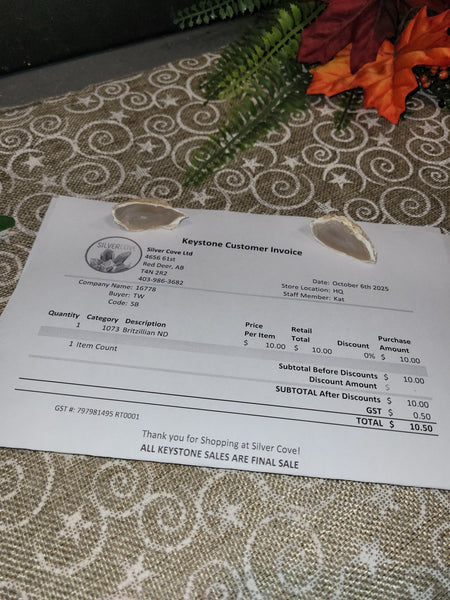 Keystone Customer Invoice
SILVERCOVE
Silver Cove Ltd
4656 61st
Red Deer, AB
T4N 2R2
403-986-3682
Date: October 6th 2025
Store Location: HQ
Staff Member: Kat
Company Name: 16778
Buyer: TW
Code: SB
Quantity Category Description Price Per Item Retail Total Discount Purchase Amount
1 1073 Britzillian ND $ 10.00 $ 10.00 0% $ 10.00
1 Item Count
Subtotal Before Discounts $ 10.00
Discount Amount $ -
SUBTOTAL After Discounts $ 10.00
GST $ 0.50
TOTAL $ 10.50
GST #: 797981495 RT0001
Thank you for Shopping at Silver Cove!
ALL KEYSTONE SALES ARE FINAL SALE